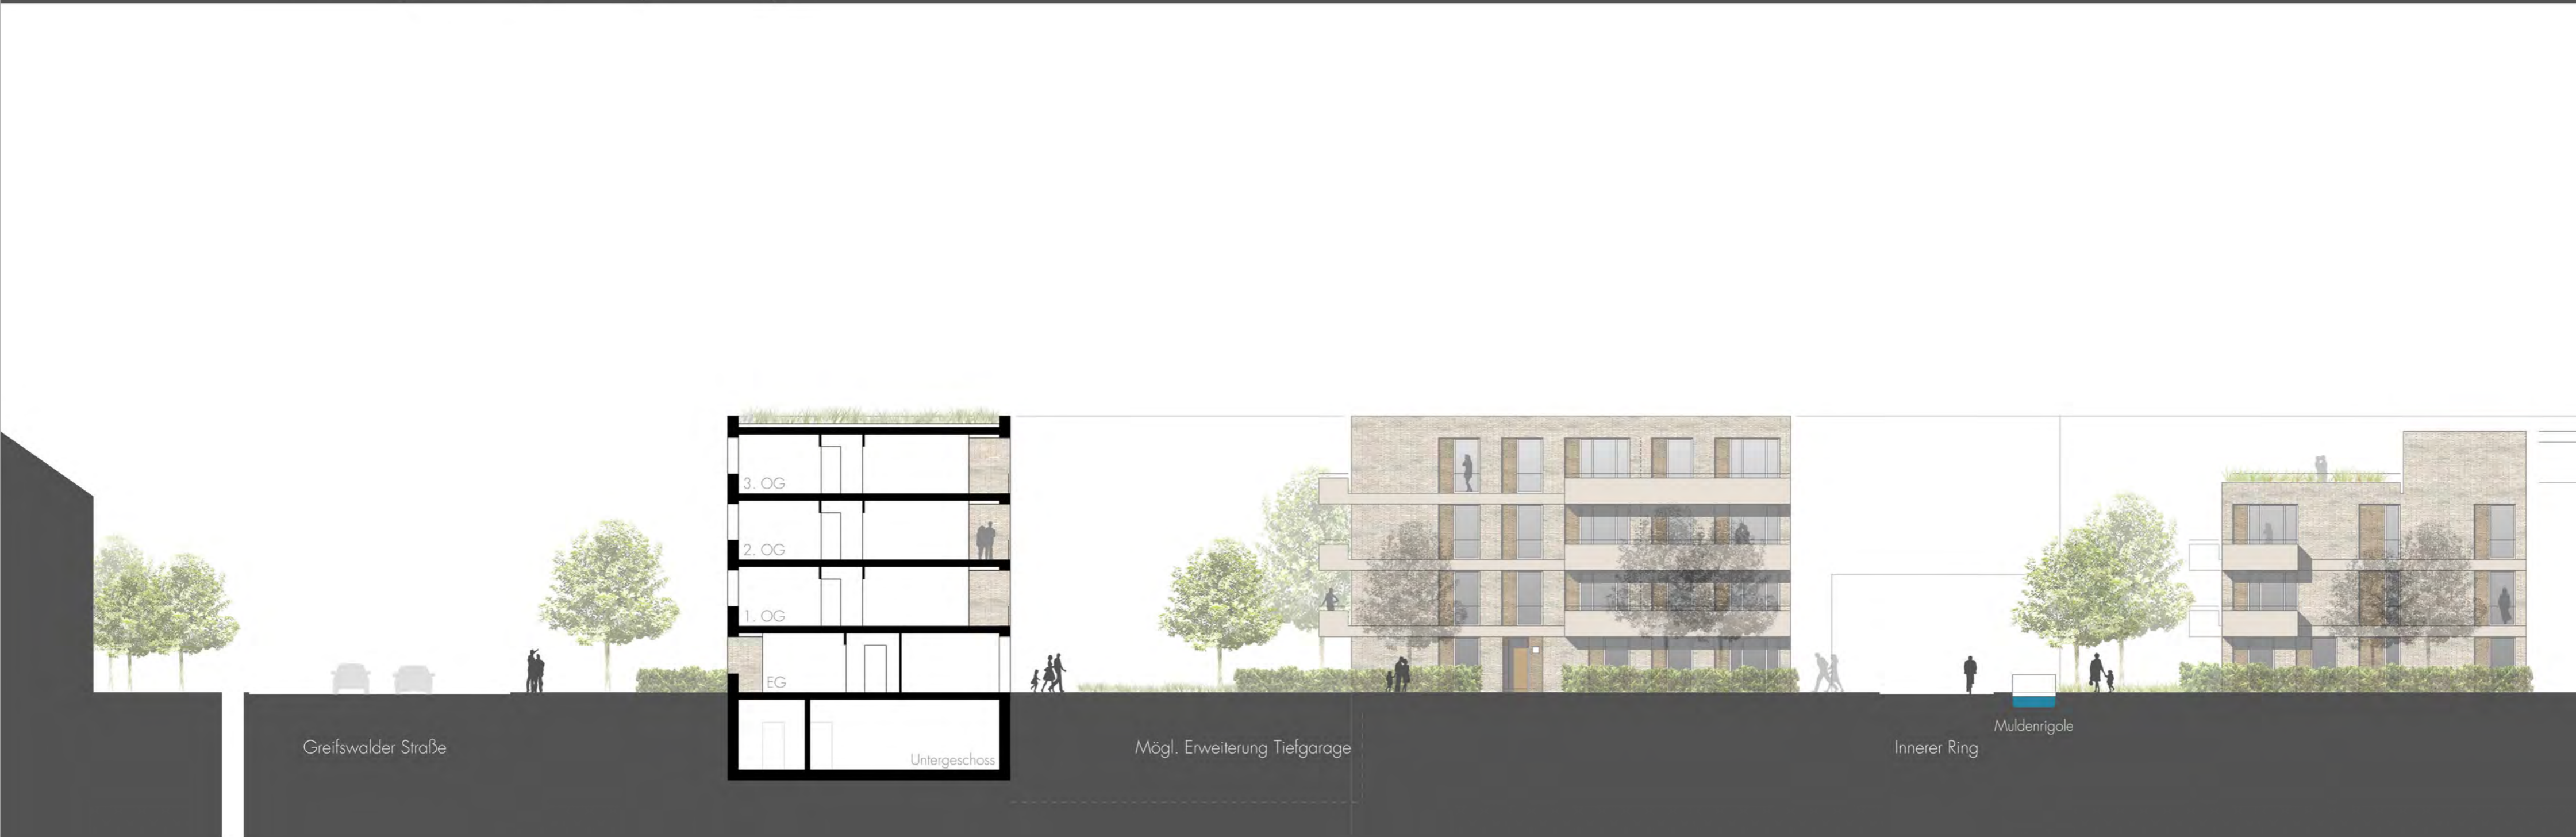 3. OG
2. OG
1. OG
EG
Untergeschoss
Greifswalder Straße
Mögl. Erweiterung Tiefgarage
Innerer Ring
Muldenrigole